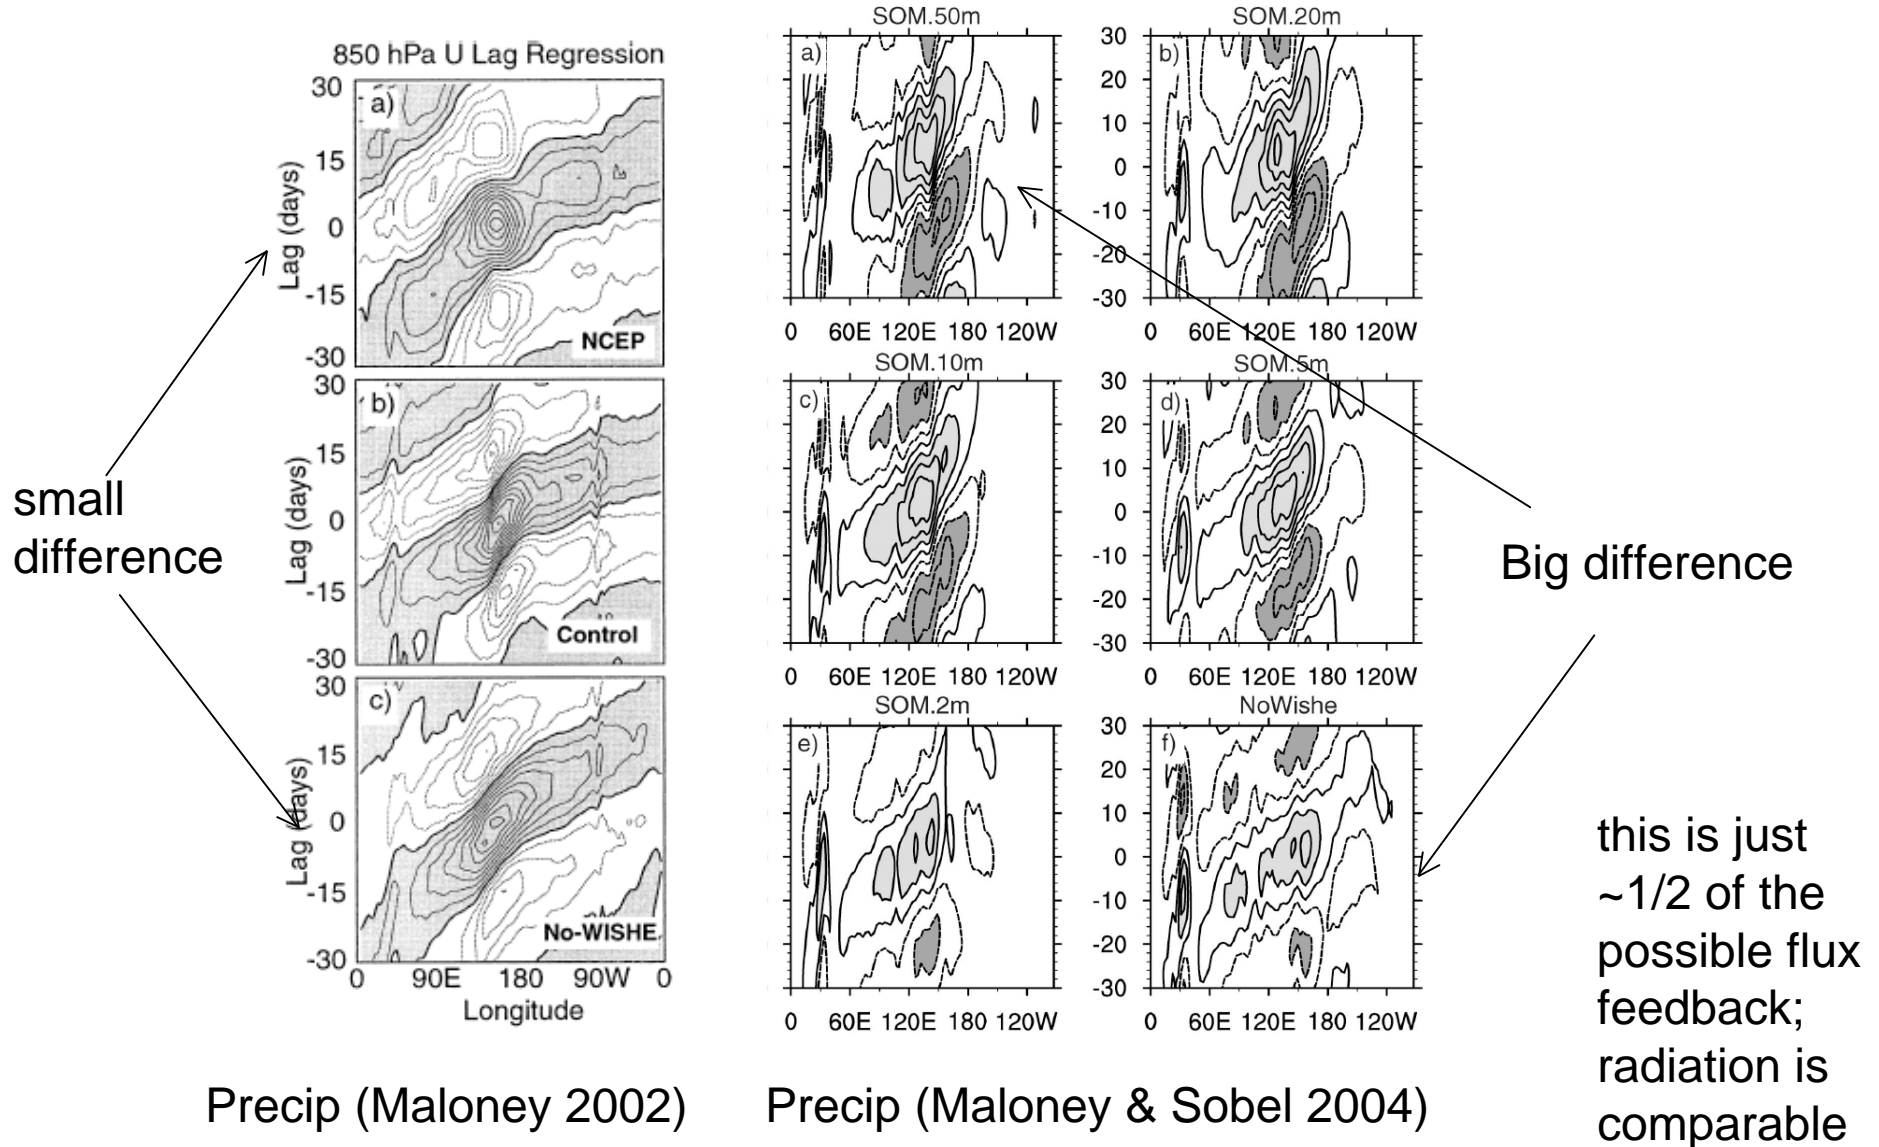 850 hPa U Lag Regression
30
15
0
-15
-30
Lag (days)
a)
NCEP
30
15
0
-15
-30
Lag (days)
b)
Control
30
15
0
-15
-30
Lag (days)
c)
No-WISHE
0 90E 180 90W 0
Longitude
small
difference
SOM.50m
a)
0 60E 120E 180 120W
SOM.20m
b)
30
20
10
0
-10
-20
-30
0 60E 120E 180 120W
SOM.10m
c)
0 60E 120E 180 120W
SOM.5m
d)
30
20
10
0
-10
-20
-30
0 60E 120E 180 120W
SOM.2m
e)
0 60E 120E 180 120W
NoWishe
f)
30
20
10
0
-10
-20
-30
0 60E 120E 180 120W
Big difference
this is just
~1/2 of the
possible flux
feedback;
radiation is
comparable
Precip (Maloney 2002)
Precip (Maloney & Sobel 2004)